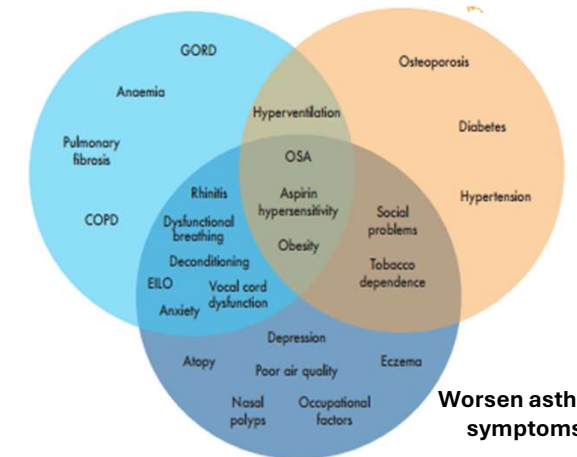 GORD
Anaemia
Pulmonary
fibrosis
COPD
Hyperventilation
OSA
Aspirin
hypersensitivity
Obesity
Osteoporosis
Diabetes
Hypertension
Rhinitis
Dysfunctional
breathing
Deconditioning
EILO
Vocal cord
dysfunction
Anxiety
Social
problems
Tobacco
dependence
Depression
Atopy
Poor air quality
Eczema
Nasal
polyps
Occupational
factors
Worsen asth
symptoms